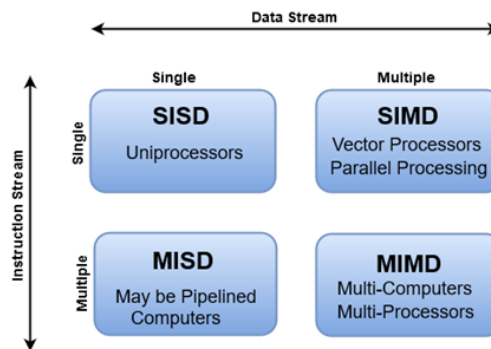 Data Stream
Single
Multiple
Instruction Stream
Single
SISD
Uniprocessors
SIMD
Vector Processors
Parallel Processing
Multiple
MISD
May be Pipelined
Computers
MIMD
Multi-Computers
Multi-Processors